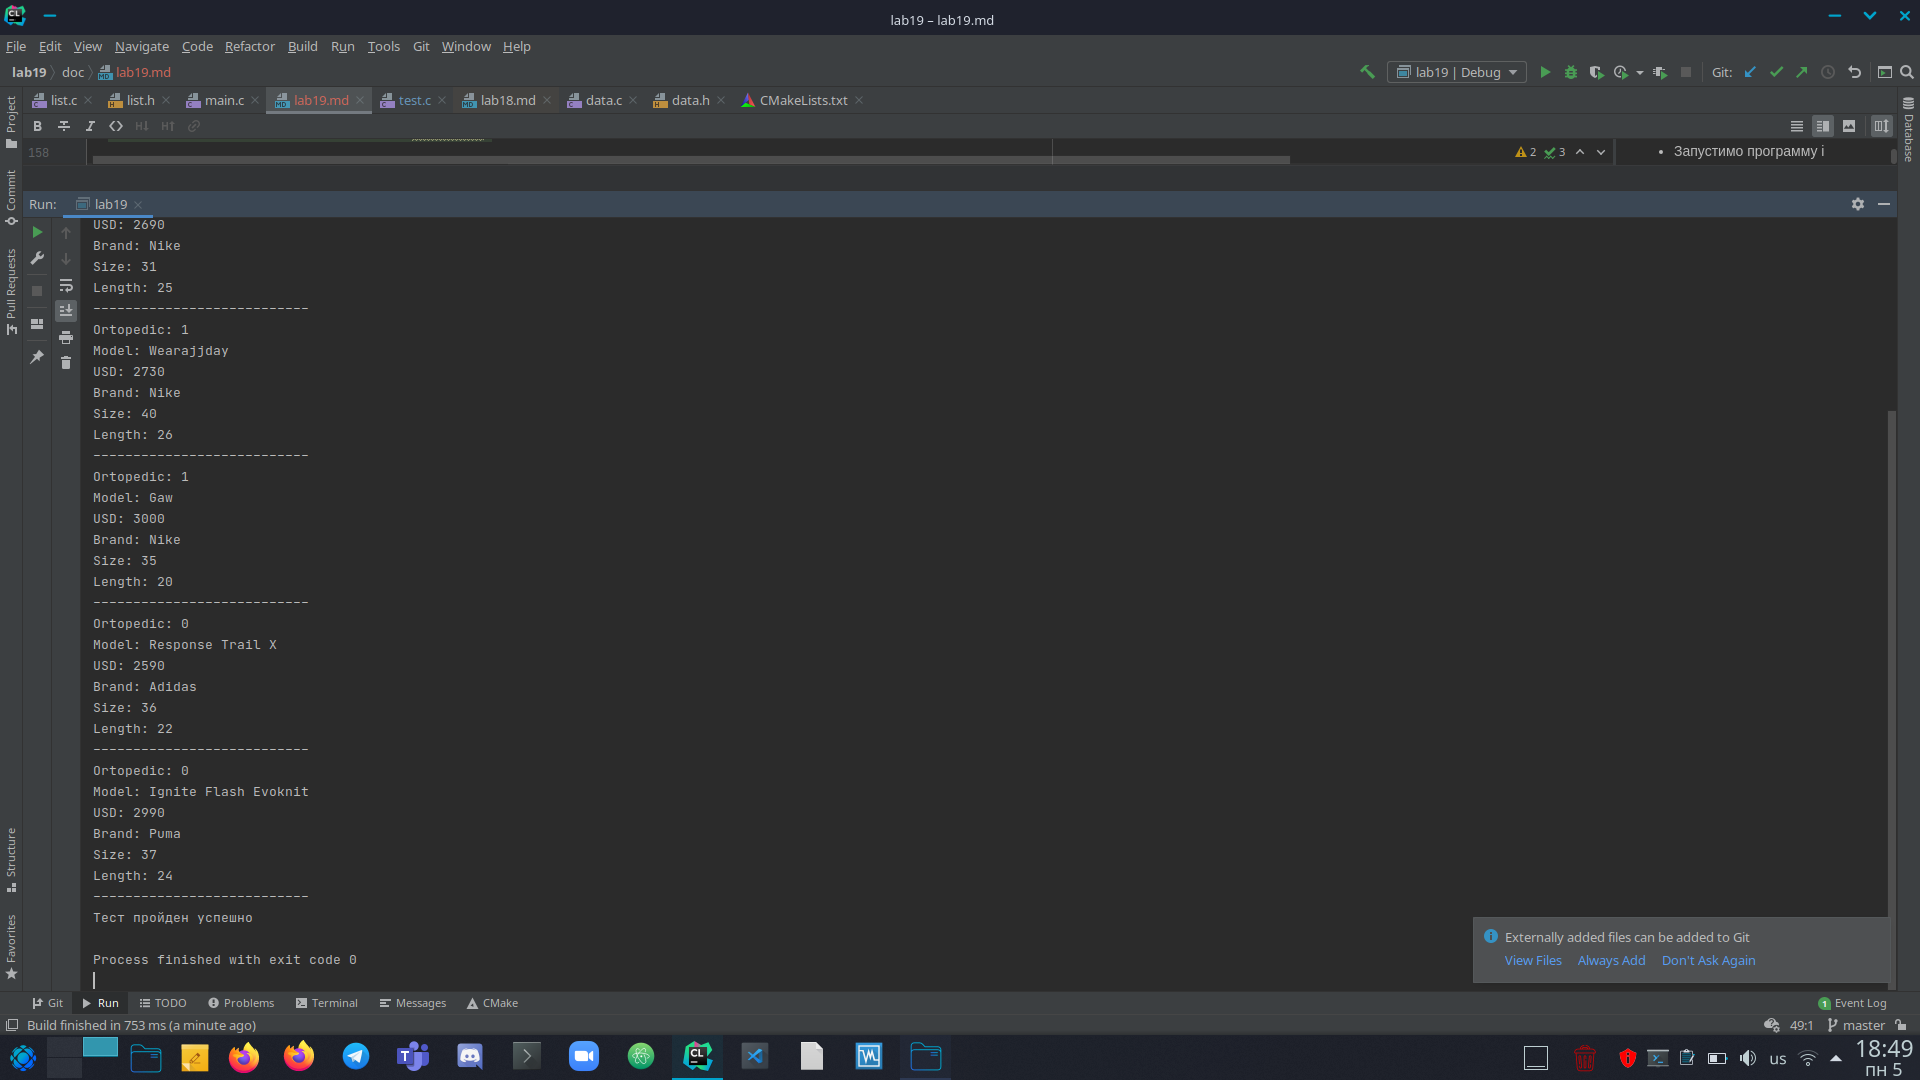 lab19 – lab19.md
File Edit View Navigate Code Refactor Build Run Tools Git Window Help
lab19 doc lab19.md
lab19 | Debug
Git:
list.c list.h main.c lab19.md test.c lab18.md data.c data.h CMakeLists.txt
B I <> H↓ H↑
158
2 3
• Запустимо программу і
Project
Commit
Pull Requests
Structure
Favorites
Database
Run: lab19
USD: 2690
Brand: Nike
Size: 31
Length: 25
---------------------------
Ortopedic: 1
Model: Wearajjday
USD: 2730
Brand: Nike
Size: 40
Length: 26
---------------------------
Ortopedic: 1
Model: Gaw
USD: 3000
Brand: Nike
Size: 35
Length: 20
---------------------------
Ortopedic: 0
Model: Response Trail X
USD: 2590
Brand: Adidas
Size: 36
Length: 22
---------------------------
Ortopedic: 0
Model: Ignite Flash Evoknit
USD: 2990
Brand: Puma
Size: 37
Length: 24
---------------------------
Тест пройден успешно
Process finished with exit code 0
Externally added files can be added to Git
View Files Always Add Don't Ask Again
Git Run TODO Problems Terminal Messages CMake
1 Event Log
Build finished in 753 ms (a minute ago)
49:1 master
us
18:49
пн 5